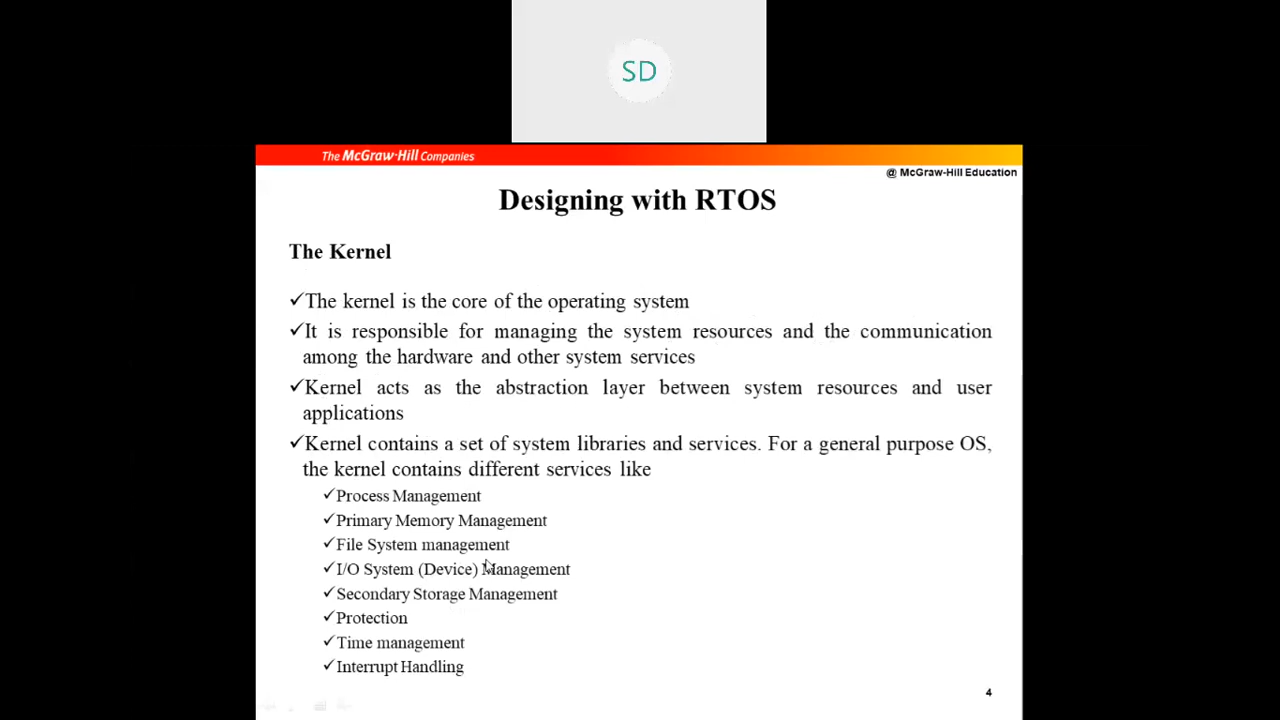 SD
The McGraw-Hill Companies
@ McGraw-Hill Education
Designing with RTOS
The Kernel
✓The kernel is the core of the operating system
✓It is responsible for managing the system resources and the communication
among the hardware and other system services
✓Kernel acts as the abstraction layer between system resources and user
applications
✓Kernel contains a set of system libraries and services. For a general purpose OS,
the kernel contains different services like
✓Process Management
✓Primary Memory Management
✓File System management
✓I/O System (Device) Management
✓Secondary Storage Management
✓Protection
✓Time management
✓Interrupt Handling
4